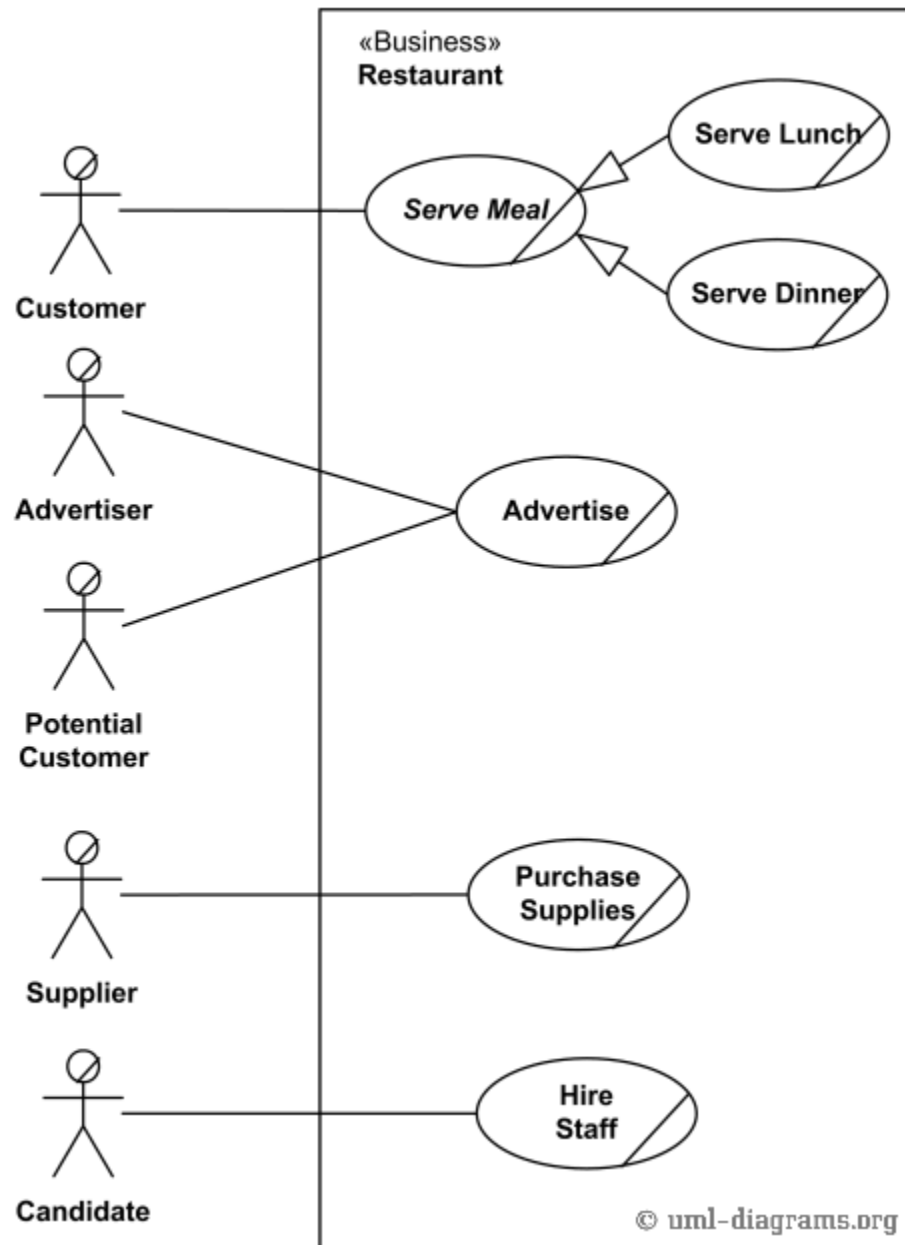 «Business»
Restaurant
Serve Lunch
Serve Meal
Customer
Serve Dinner
Advertiser
Advertise
Potential
Customer
Purchase
Supplies
Supplier
Hire
Staff
Candidate
© uml-diagrams.org